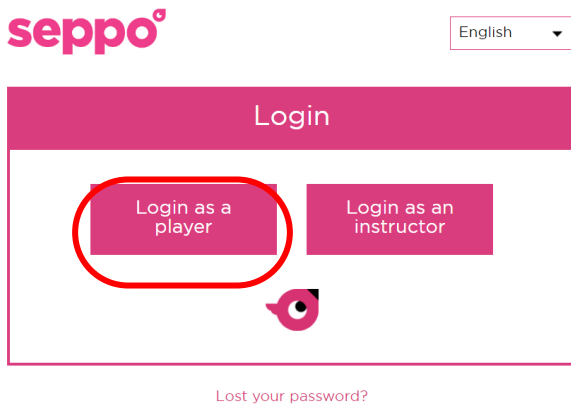 seppo
English
Login
Login as a
player
Login as an
instructor
Lost your password?